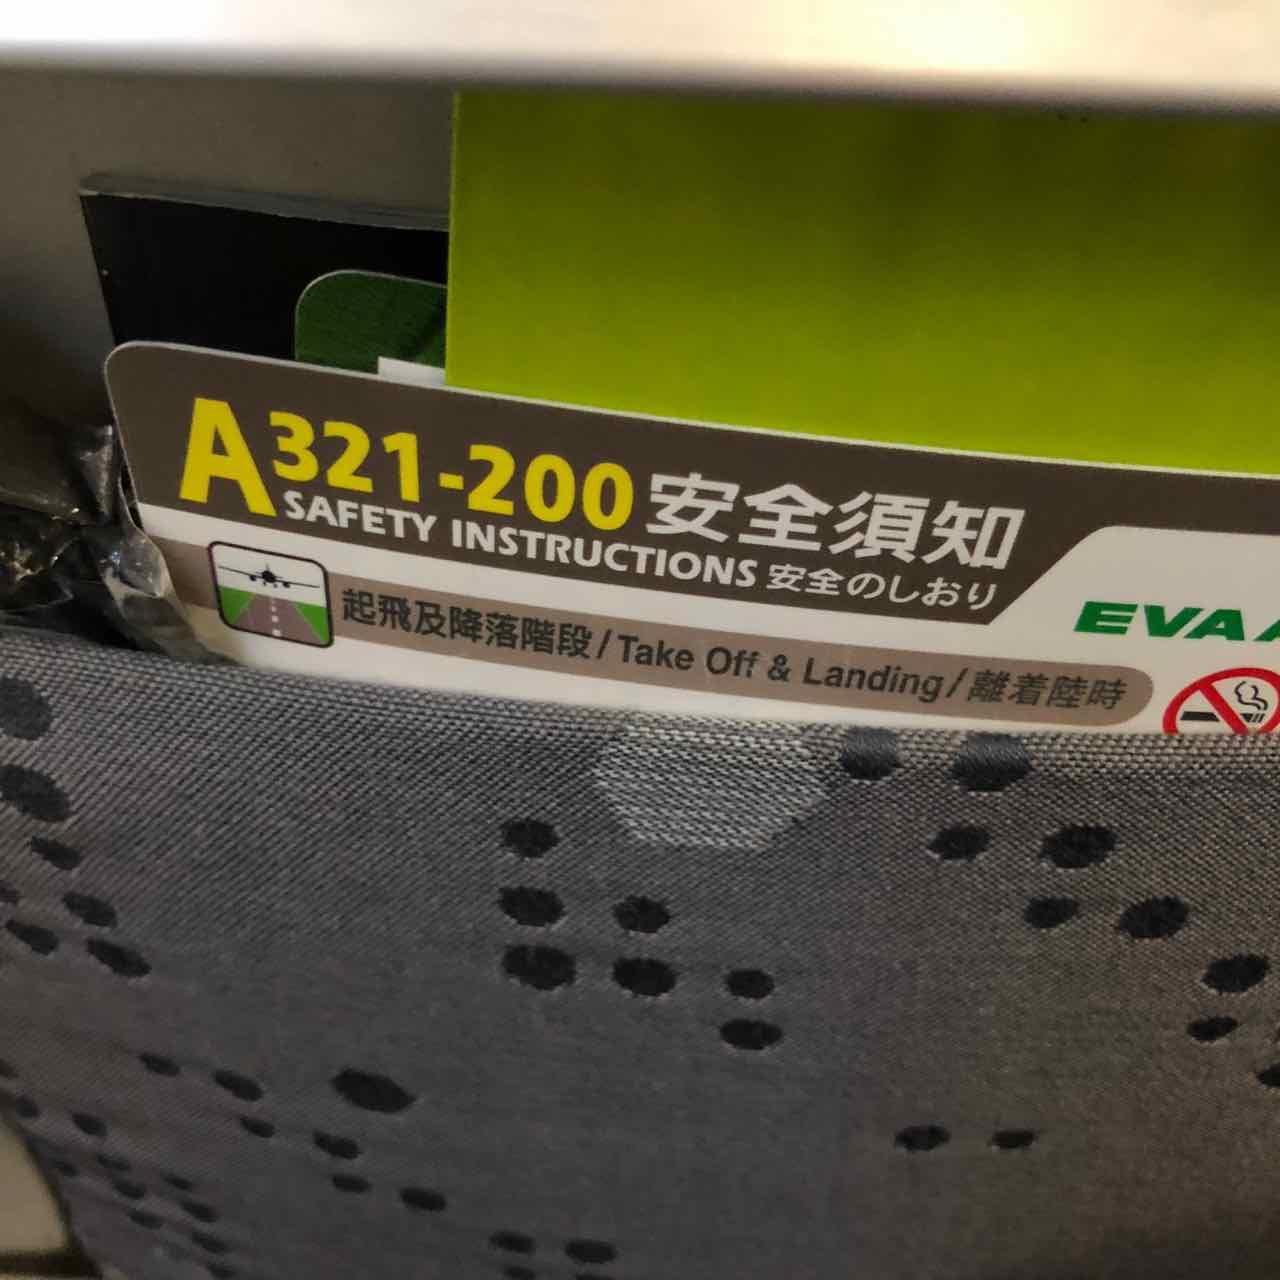 A321-200 安全須知
SAFETY INSTRUCTIONS 安全のしおり
起飛及降落階段/Take Off & Landing/離着陸時
EVA